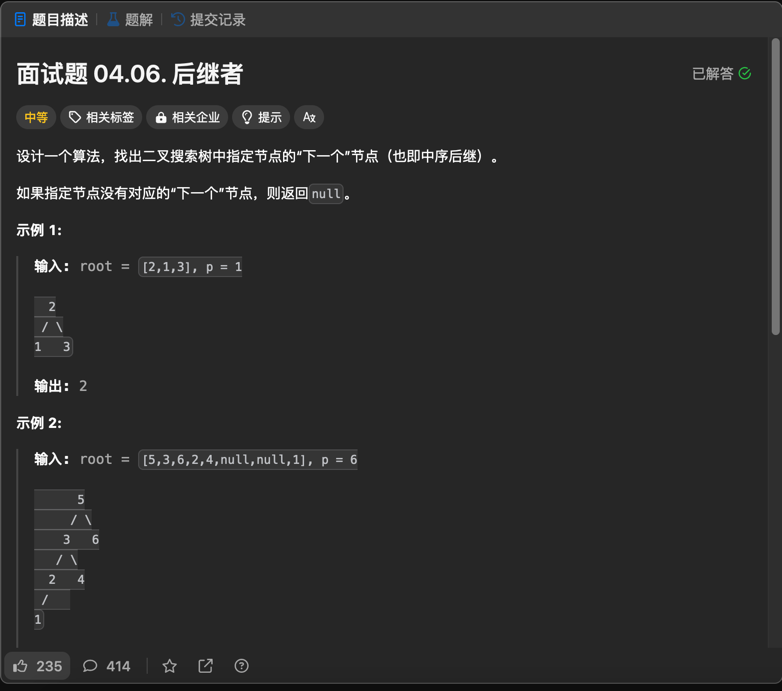 题目描述 题解 提交记录
面试题 04.06. 后继者
已解答
中等 相关标签 相关企业 提示 Aż
设计一个算法，找出二叉搜索树中指定节点的“下一个”节点（也即中序后继）。
如果指定节点没有对应的“下一个”节点，则返回null。
示例 1:
输入: root = [2,1,3], p = 1
2
/ \
1 3
输出: 2
示例 2:
输入: root = [5,3,6,2,4,null,null,1], p = 6
5
/ \
3 6
/ \
2 4
/
1
235 414